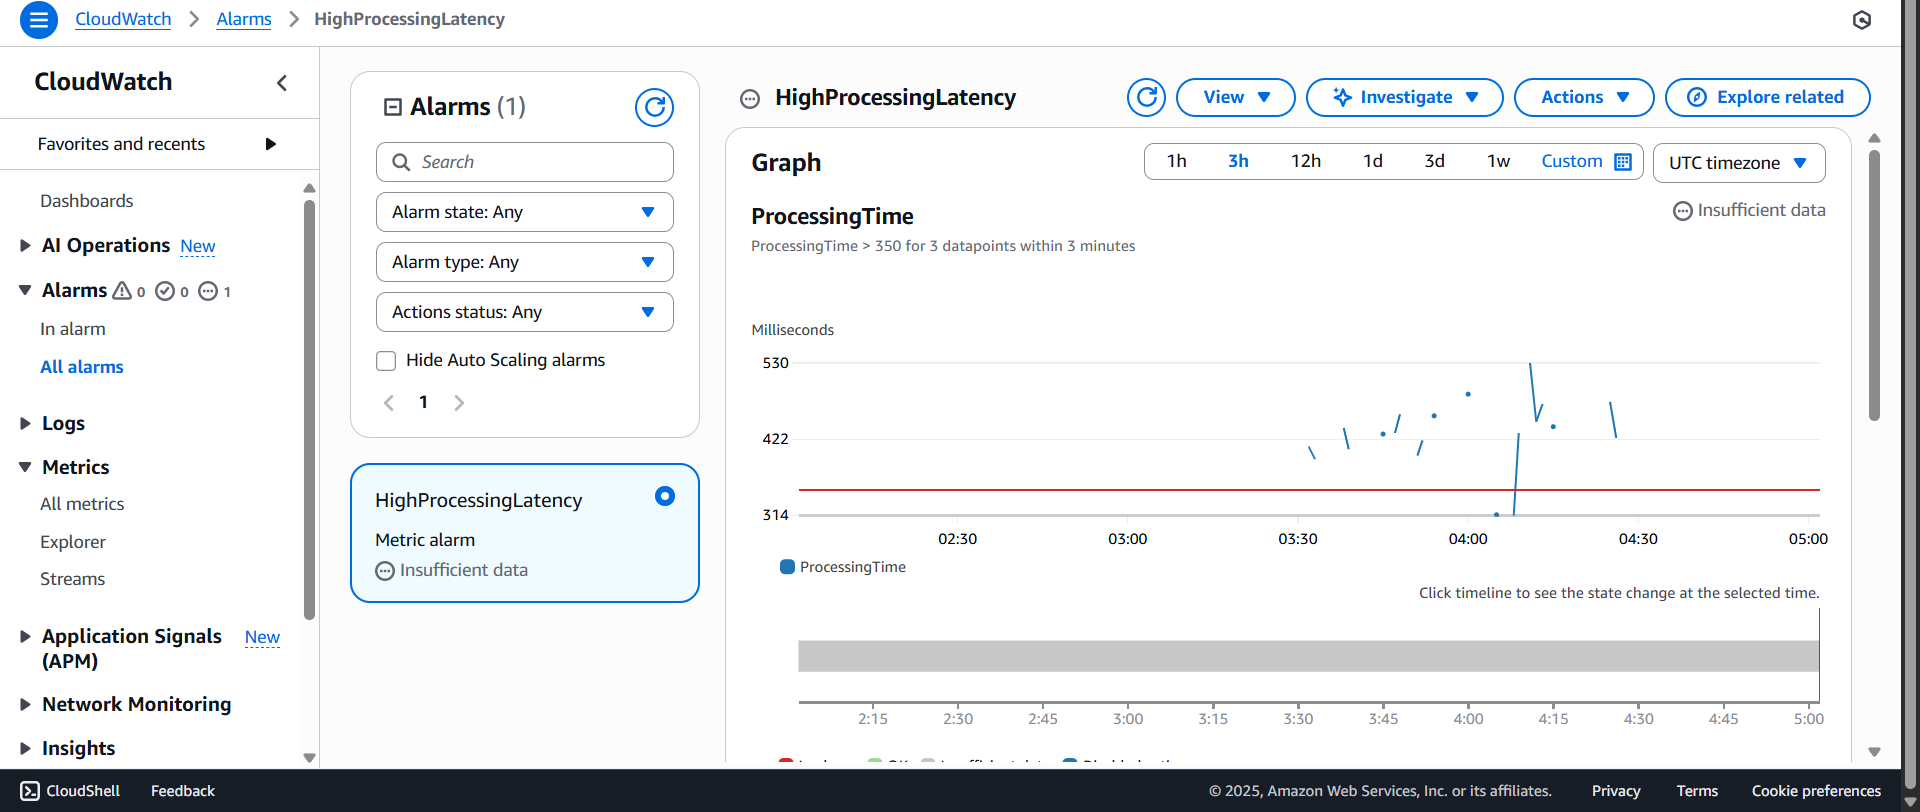 CloudWatch > Alarms > HighProcessingLatency
CloudWatch
Favorites and recents
Dashboards
AI Operations New
Alarms 0 0 1
In alarm
All alarms
Logs
Metrics
All metrics
Explorer
Streams
Application Signals New
(APM)
Network Monitoring
Insights
Alarms (1)
Search
Alarm state: Any
Alarm type: Any
Actions status: Any
Hide Auto Scaling alarms
1
HighProcessingLatency
Metric alarm
Insufficient data
HighProcessingLatency
View
Investigate
Actions
Explore related
Graph
1h 3h 12h 1d 3d 1w Custom
UTC timezone
ProcessingTime
Insufficient data
ProcessingTime > 350 for 3 datapoints within 3 minutes
Milliseconds
530
422
314
02:30 03:00 03:30 04:00 04:30 05:00
ProcessingTime
Click timeline to see the state change at the selected time.
2:15 2:30 2:45 3:00 3:15 3:30 3:45 4:00 4:15 4:30 4:45 5:00
CloudShell Feedback
© 2025, Amazon Web Services, Inc. or its affiliates. Privacy Terms Cookie preferences